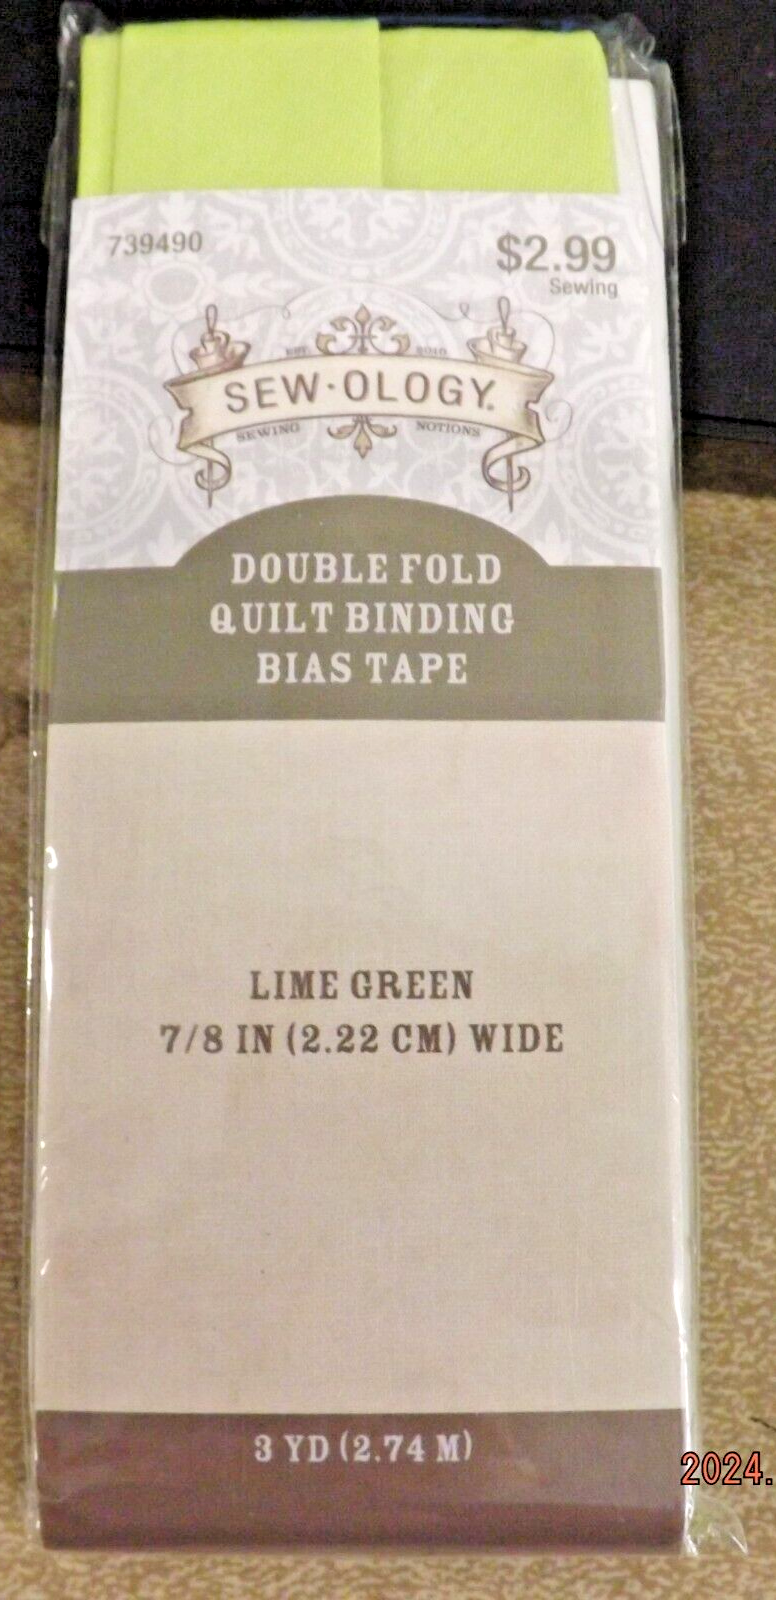 739490
$2.99
Sewing
EST. 2010
SEW·OLOGY.
SEWING NOTIONS
DOUBLE FOLD
QUILT BINDING
BIAS TAPE
LIME GREEN
7/8 IN (2.22 CM) WIDE
3 YD (2.74 M)
2024.